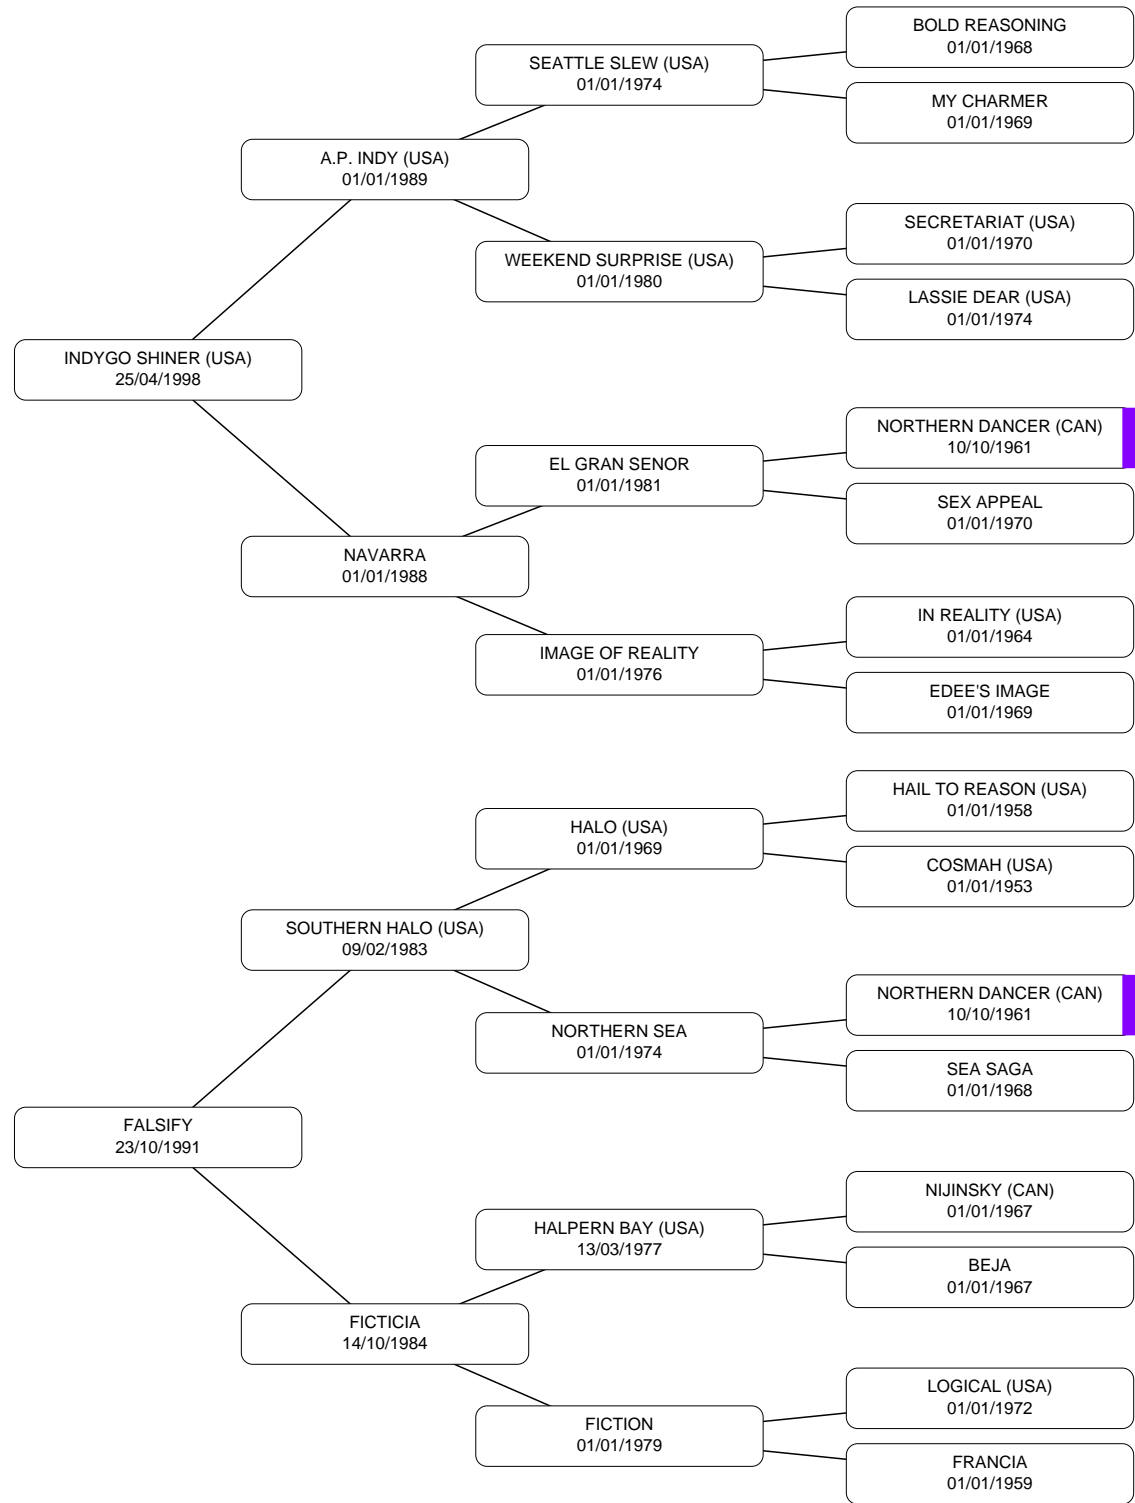 BOLD REASONING
01/01/1968
SEATTLE SLEW (USA)
01/01/1974
MY CHARMER
01/01/1969
A.P. INDY (USA)
01/01/1989
SECRETARIAT (USA)
01/01/1970
WEEKEND SURPRISE (USA)
01/01/1980
LASSIE DEAR (USA)
01/01/1974
INDYGO SHINER (USA)
25/04/1998
NORTHERN DANCER (CAN)
10/10/1961
EL GRAN SENOR
01/01/1981
SEX APPEAL
01/01/1970
NAVARRA
01/01/1988
IN REALITY (USA)
01/01/1964
IMAGE OF REALITY
01/01/1976
EDEE'S IMAGE
01/01/1969
HAIL TO REASON (USA)
01/01/1958
HALO (USA)
01/01/1969
COSMAH (USA)
01/01/1953
SOUTHERN HALO (USA)
09/02/1983
NORTHERN DANCER (CAN)
10/10/1961
NORTHERN SEA
01/01/1974
SEA SAGA
01/01/1968
FALSIFY
23/10/1991
NIJINSKY (CAN)
01/01/1967
HALPERN BAY (USA)
13/03/1977
BEJA
01/01/1967
FICTICIA
14/10/1984
LOGICAL (USA)
01/01/1972
FICTION
01/01/1979
FRANCIA
01/01/1959